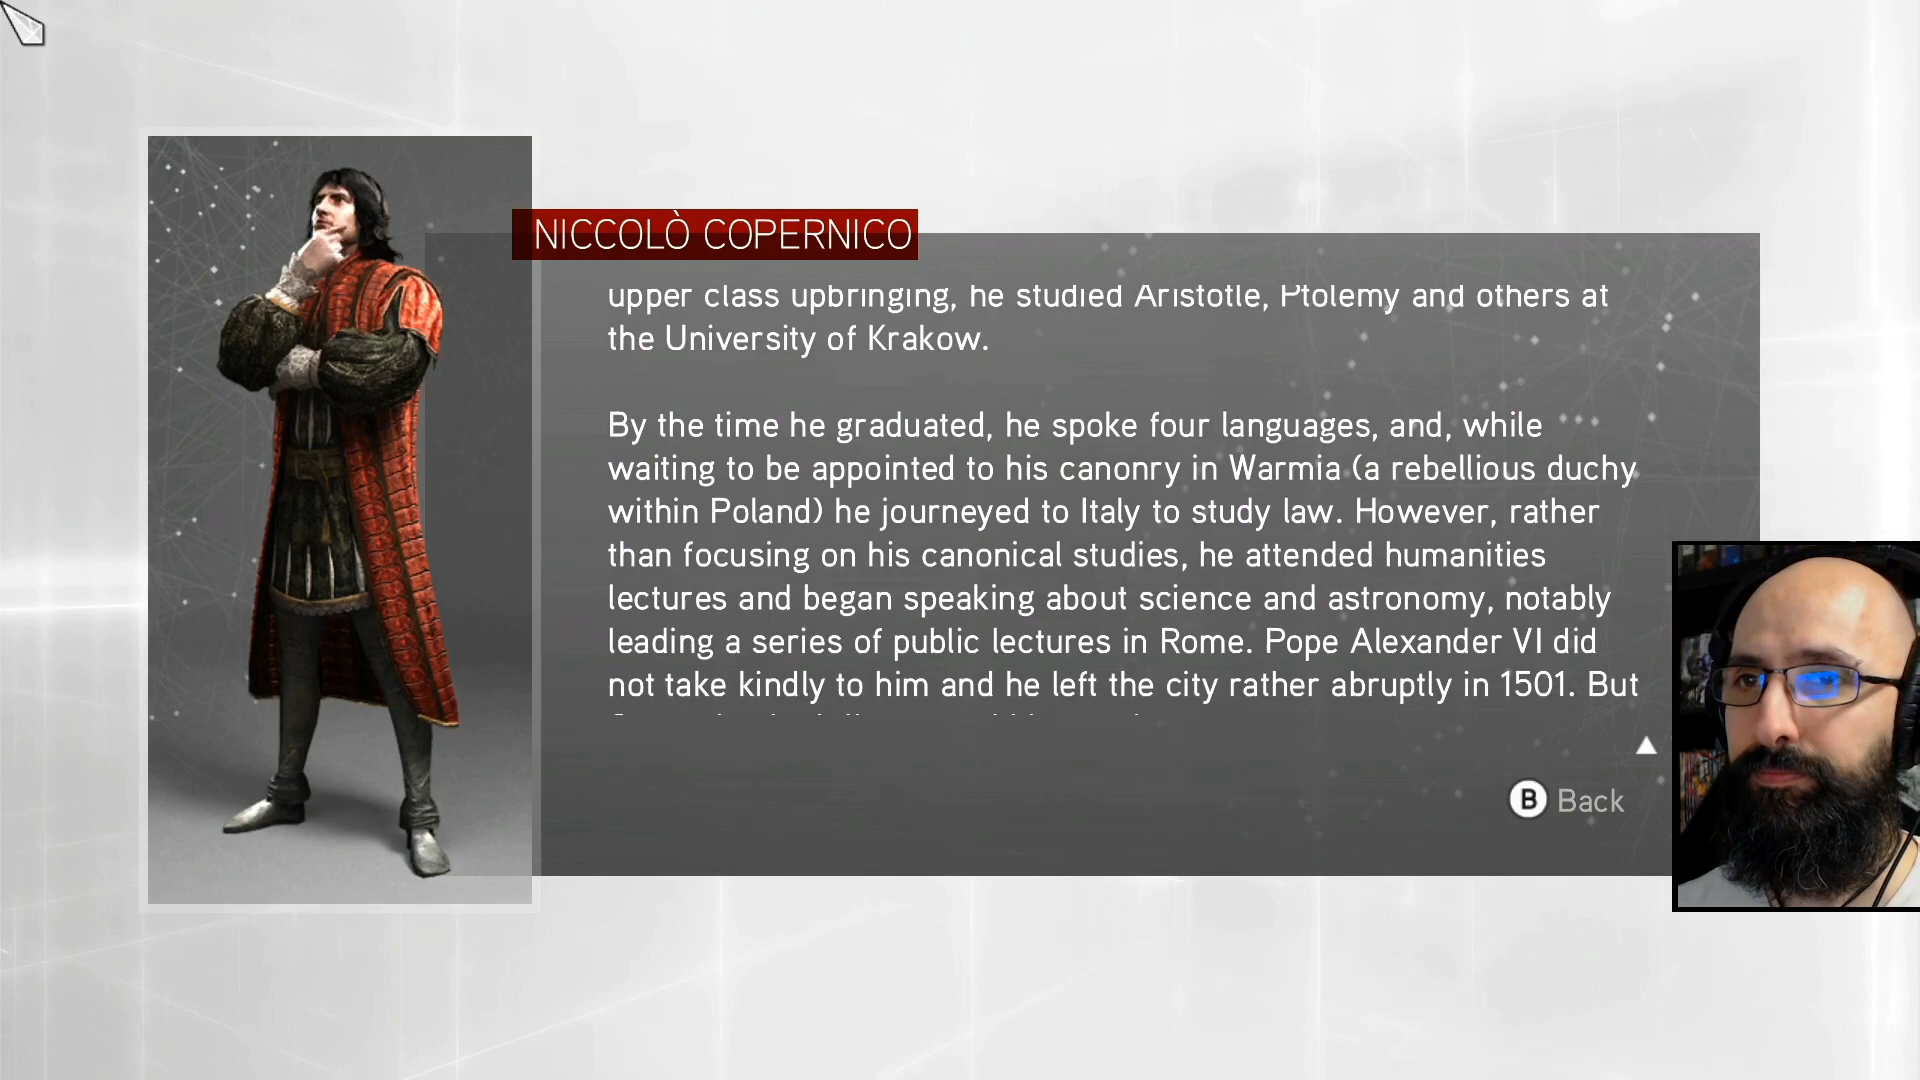 NICCOLÒ COPERNICO
upper class upbringing, he studied Aristotle, Ptolemy and others at
the University of Krakow.
By the time he graduated, he spoke four languages, and, while
waiting to be appointed to his canonry in Warmia (a rebellious duchy
within Poland) he journeyed to Italy to study law. However, rather
than focusing on his canonical studies, he attended humanities
lectures and began speaking about science and astronomy, notably
leading a series of public lectures in Rome. Pope Alexander VI did
not take kindly to him and he left the city rather abruptly in 1501. But
B Back